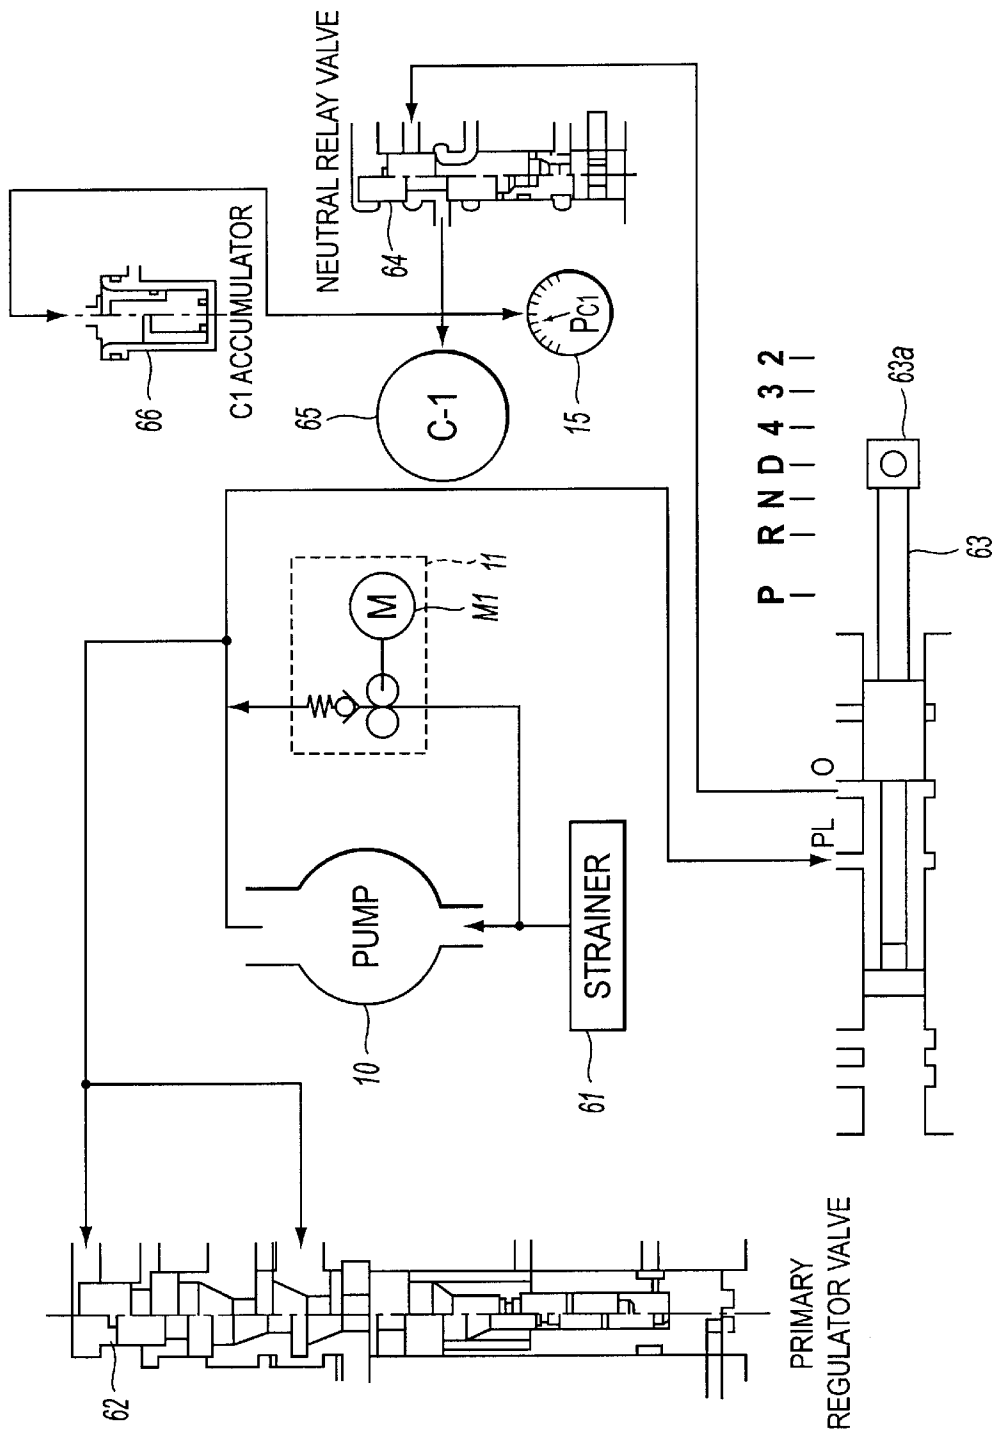 PRIMARY
REGULATOR VALVE
62
PUMP
10
STRAINER
61
M
M1
11
C1 ACCUMULATOR
66
NEUTRAL RELAY VALVE
64
C-1
65
PC1
15
PL
O
P R N D 4 3 2
63
63a